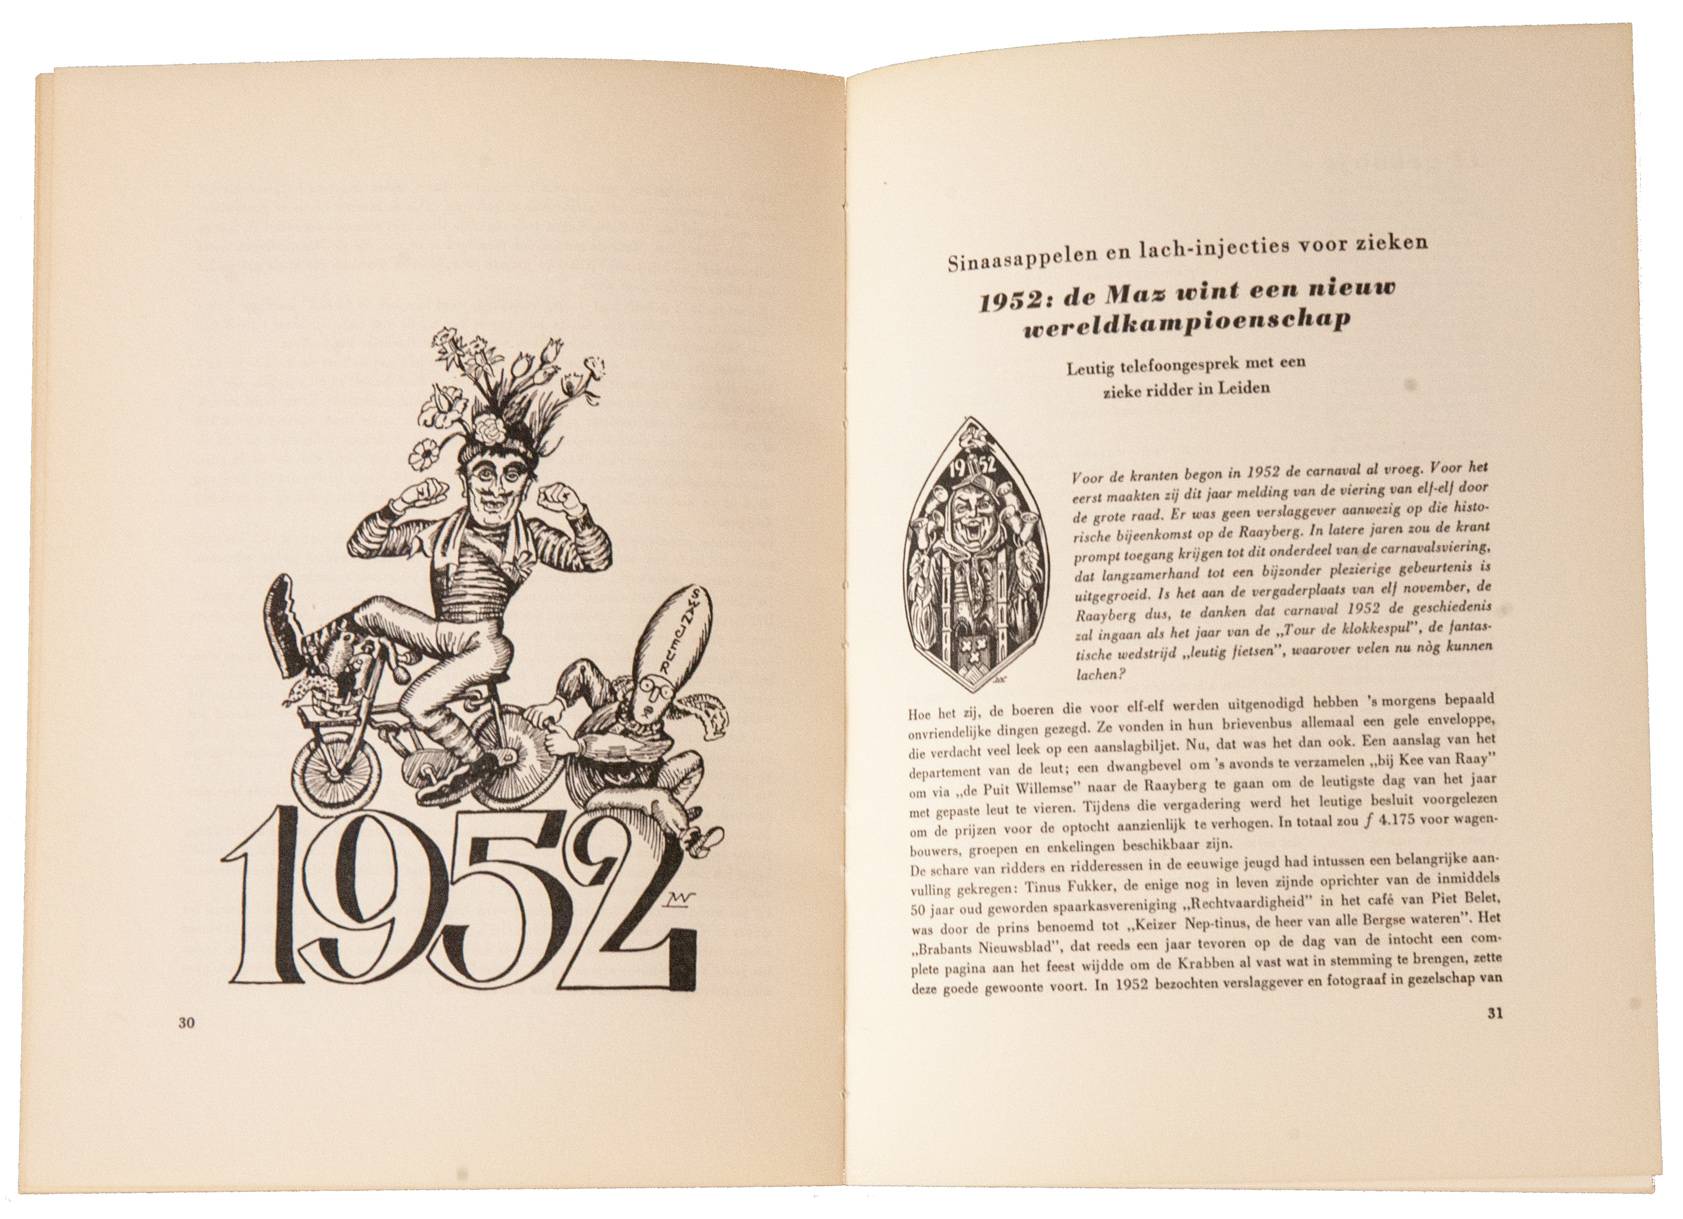 SWANJEUR
1952
JW
30
Sinaasappelen en lach-injecties voor zieken
1952: de Maz wint een nieuw
wereldkampioenschap
Leutig telefoongesprek met een
zieke ridder in Leiden
1952
Voor de kranten begon in 1952 de carnaval al vroeg. Voor het
eerst maakten zij dit jaar melding van de viering van elf-elf door
de grote raad. Er was geen verslaggever aanwezig op die histo-
rische bijeenkomst op de Raayberg. In latere jaren zou de krant
prompt toegang krijgen tot dit onderdeel van de carnavalsviering,
dat langzamerhand tot een bijzonder plezierige gebeurtenis is
uitgegroeid. Is het aan de vergaderplaats van elf november, de
Raayberg dus, te danken dat carnaval 1952 de geschiedenis
zal ingaan als het jaar van de „Tour de klokkespul”, de fantas-
tische wedstrijd „leutig fietsen”, waarover velen nu nòg kunnen
lachen?
Hoe het zij, de boeren die voor elf-elf werden uitgenodigd hebben 's morgens bepaald
onvriendelijke dingen gezegd. Ze vonden in hun brievenbus allemaal een gele enveloppe,
die verdacht veel leek op een aanslagbiljet. Nu, dat was het dan ook. Een aanslag van het
departement van de leut; een dwangbevel om 's avonds te verzamelen „bij Kee van Raay”
om via „de Puit Willemse” naar de Raayberg te gaan om de leutigste dag van het jaar
met gepaste leut te vieren. Tijdens die vergadering werd het leutige besluit voorgelezen
om de prijzen voor de optocht aanzienlijk te verhogen. In totaal zou f 4.175 voor wagen-
bouwers, groepen en enkelingen beschikbaar zijn.
De schare van ridders en ridderessen in de eeuwige jeugd had intussen een belangrijke aan-
vulling gekregen: Tinus Fukker, de enige nog in leven zijnde oprichter van de inmiddels
50 jaar oud geworden spaarkasvereniging „Rechtvaardigheid” in het café van Piet Belet,
was door de prins benoemd tot „Keizer Nep-tinus, de heer van alle Bergse wateren”. Het
„Brabants Nieuwsblad”, dat reeds een jaar tevoren op de dag van de intocht een com-
plete pagina aan het feest wijdde om de Krabben al vast wat in stemming te brengen, zette
deze goede gewoonte voort. In 1952 bezochten verslaggever en fotograaf in gezelschap van
31